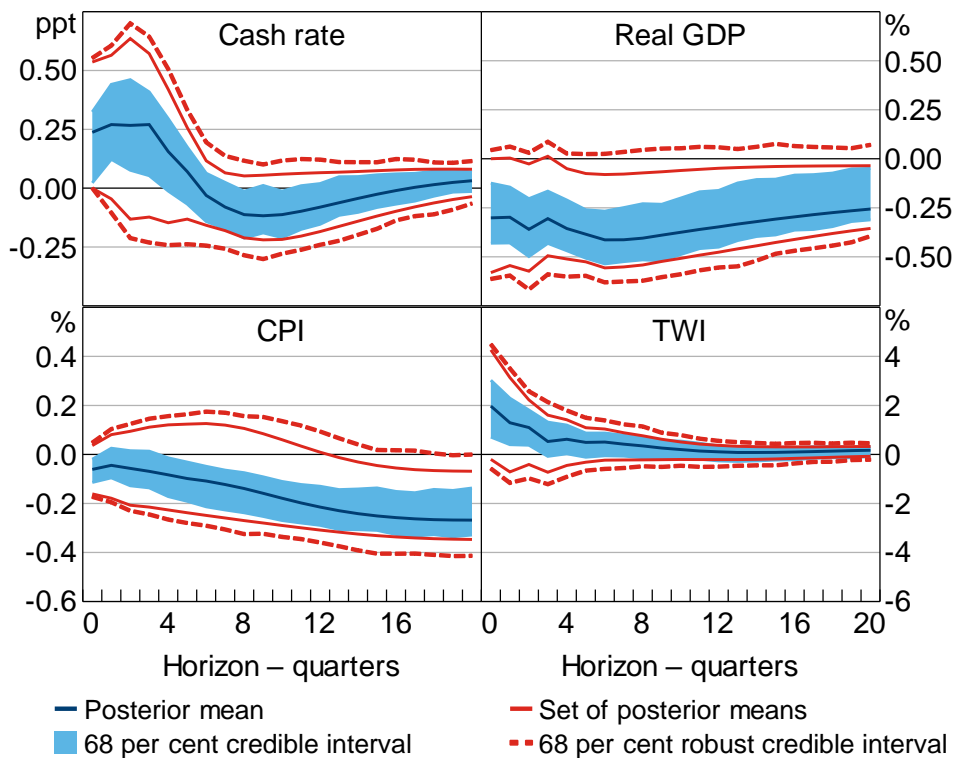 ppt
Cash rate
Real GDP
%
0.50
0.25
0.00
-0.25
0.50
0.25
0.00
-0.25
-0.50
%
CPI
TWI
%
0.4
0.2
0.0
-0.2
-0.4
-0.6
4
2
0
-2
-4
-6
0 4 8 12 16
0 4 8 12 16 20
Horizon – quarters
Horizon – quarters
Posterior mean
Set of posterior means
68 per cent credible interval
68 per cent robust credible interval